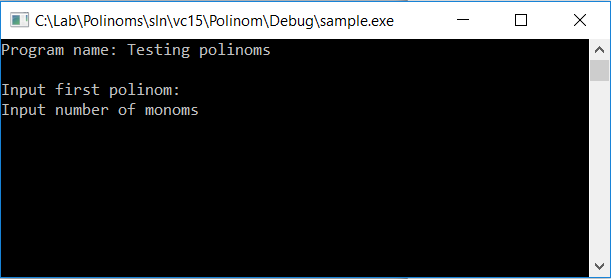 C:\Lab\Polinoms\sln\vc15\Polinom\Debug\sample.exe
Program name: Testing polinoms
Input first polinom:
Input number of monoms